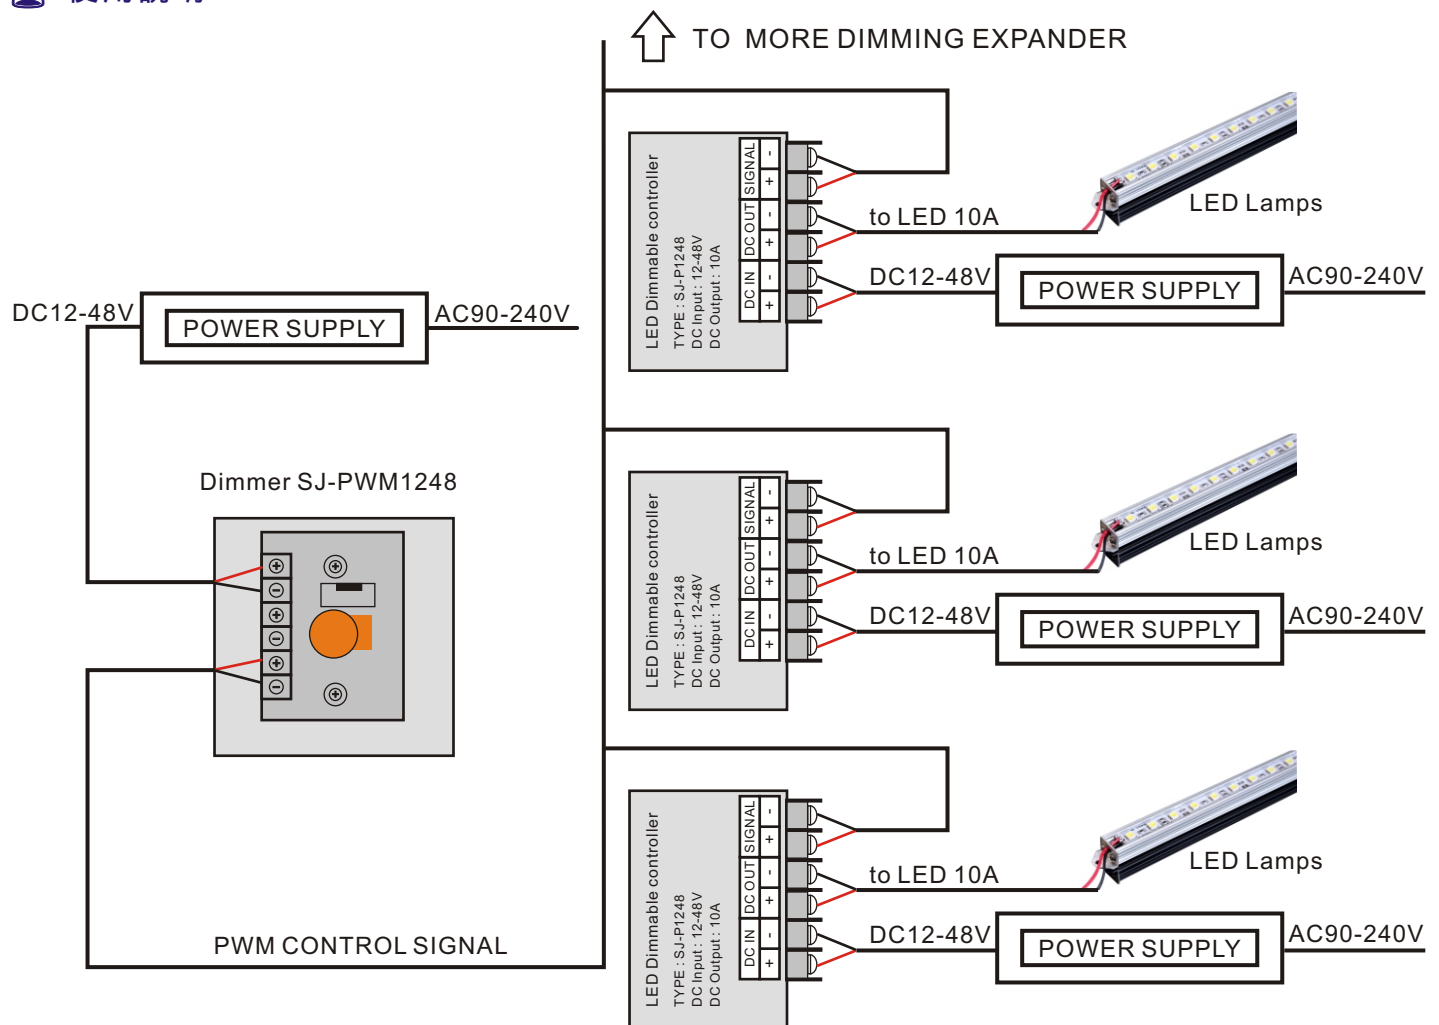 TO MORE DIMMING EXPANDER
LED Dimmable controller
TYPE : SJ-P1248
DC Input : 12-48V
DC Output : 10A
SIGNAL - +
DC OUT - +
DC IN - +
to LED 10A
LED Lamps
DC12-48V
POWER SUPPLY
AC90-240V
DC12-48V
POWER SUPPLY
AC90-240V
Dimmer SJ-PWM1248
+
-
+
-
+
-
LED Dimmable controller
TYPE : SJ-P1248
DC Input : 12-48V
DC Output : 10A
SIGNAL - +
DC OUT - +
DC IN - +
to LED 10A
LED Lamps
DC12-48V
POWER SUPPLY
AC90-240V
LED Dimmable controller
TYPE : SJ-P1248
DC Input : 12-48V
DC Output : 10A
SIGNAL - +
DC OUT - +
DC IN - +
to LED 10A
LED Lamps
DC12-48V
POWER SUPPLY
AC90-240V
PWM CONTROL SIGNAL